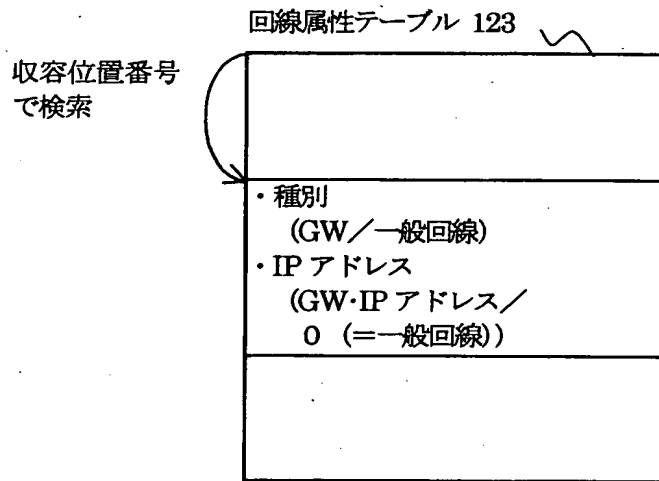 回線属性テーブル 123
収容位置番号
で検索
・種別
(GW／一般回線)
・IP アドレス
(GW・IP アドレス／
0 (＝一般回線))